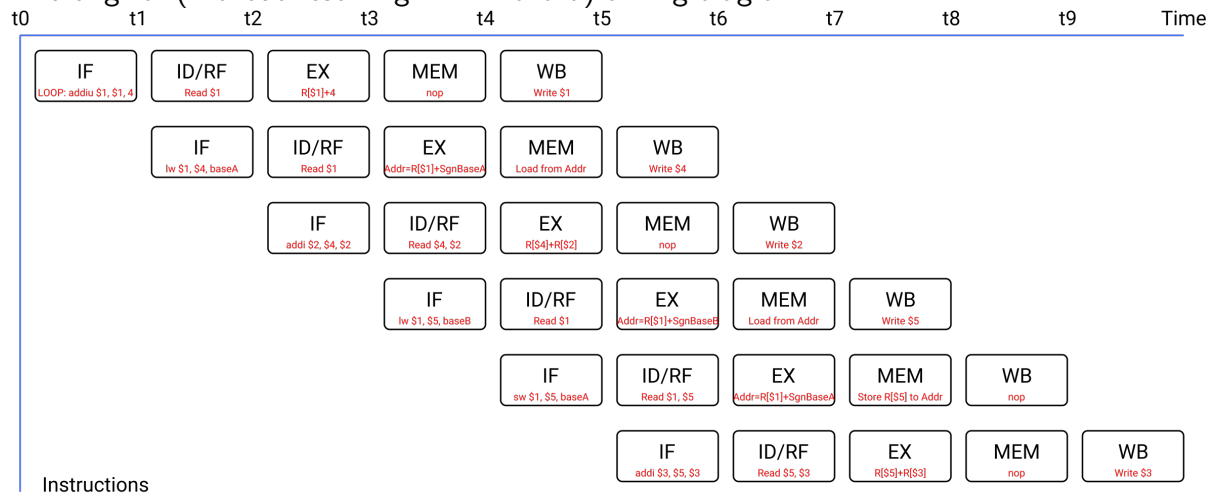 t0 t1 t2 t3 t4 t5 t6 t7 t8 t9 Time
IF ID/RF EX MEM WB
LOOP: addiu $1, $1, 4 Read $1 R[$1]+4 nop Write $1
IF ID/RF EX MEM WB
lw $1, $4, baseA Read $1 Addr=R[$1]+SgnBaseA Load from Addr Write $4
IF ID/RF EX MEM WB
addi $2, $4, $2 Read $4, $2 R[$4]+R[$2] nop Write $2
IF ID/RF EX MEM WB
lw $1, $5, baseB Read $1 Addr=R[$1]+SgnBaseB Load from Addr Write $5
IF ID/RF EX MEM WB
sw $1, $5, baseA Read $1, $5 Addr=R[$1]+SgnBaseA Store R[$5] to Addr nop
IF ID/RF EX MEM WB
addi $3, $5, $3 Read $5, $3 R[$5]+R[$3] nop Write $3
Instructions